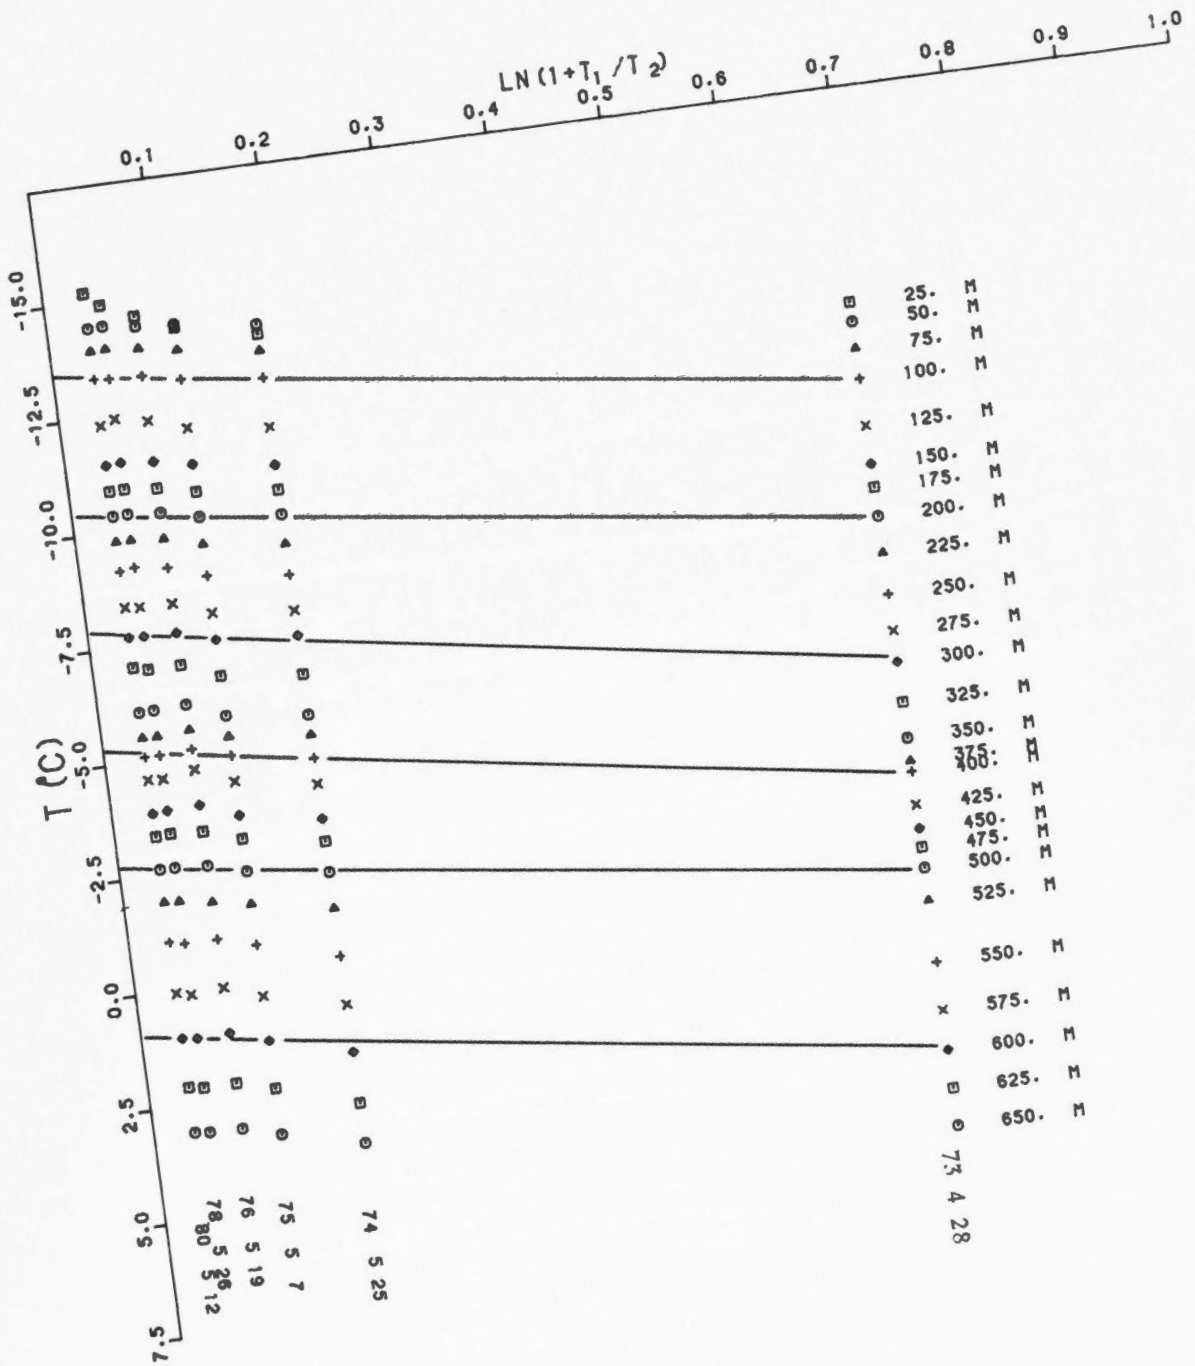 LN(1+T1/T2)
0.1 0.2 0.3 0.4 0.5 0.6 0.7 0.8 0.9 1.0
T (°C)
-15.0
-12.5
-10.0
-7.5
-5.0
-2.5
0.0
2.5
5.0
7.5
25. M
50. M
75. M
100. M
125. M
150. M
175. M
200. M
225. M
250. M
275. M
300. M
325. M
350. M
375. M
400. M
425. M
450. M
475. M
500. M
525. M
550. M
575. M
600. M
625. M
650. M
80 5 12
78 5 26
76 5 19
75 5 7
74 5 25
73 4 28